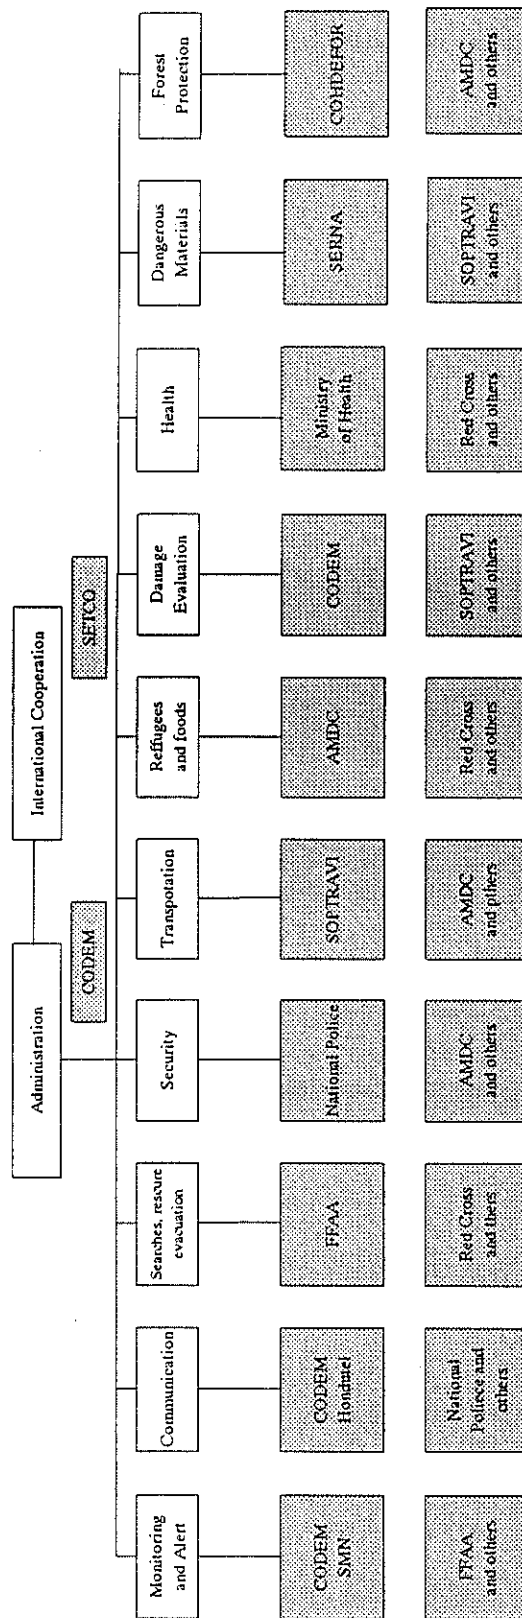 Administration
International Cooperation
CODEM
SETCO
Monitoring
and Alert
Communication
Searches, rescure
evacuation
Security
Transpotation
Reffugees
and foods
Damage
Evaluation
Health
Dangerous
Materials
Forest
Protection
CODEM
SMN
CODEM
Hondutel
FFAA
National Police
SOPTRAVI
AMDC
CODEM
Ministry
of Health
SERNA
COHDEFOR
FFAA
and others
National
Poliece and
others
Red Cross
and thers
AMDC
and others
AMDC
and pthers
Red Cross
and others
SOPTRAVI
and others
Red Cross
and others
SOPTRAVI
and others
AMDC
and others